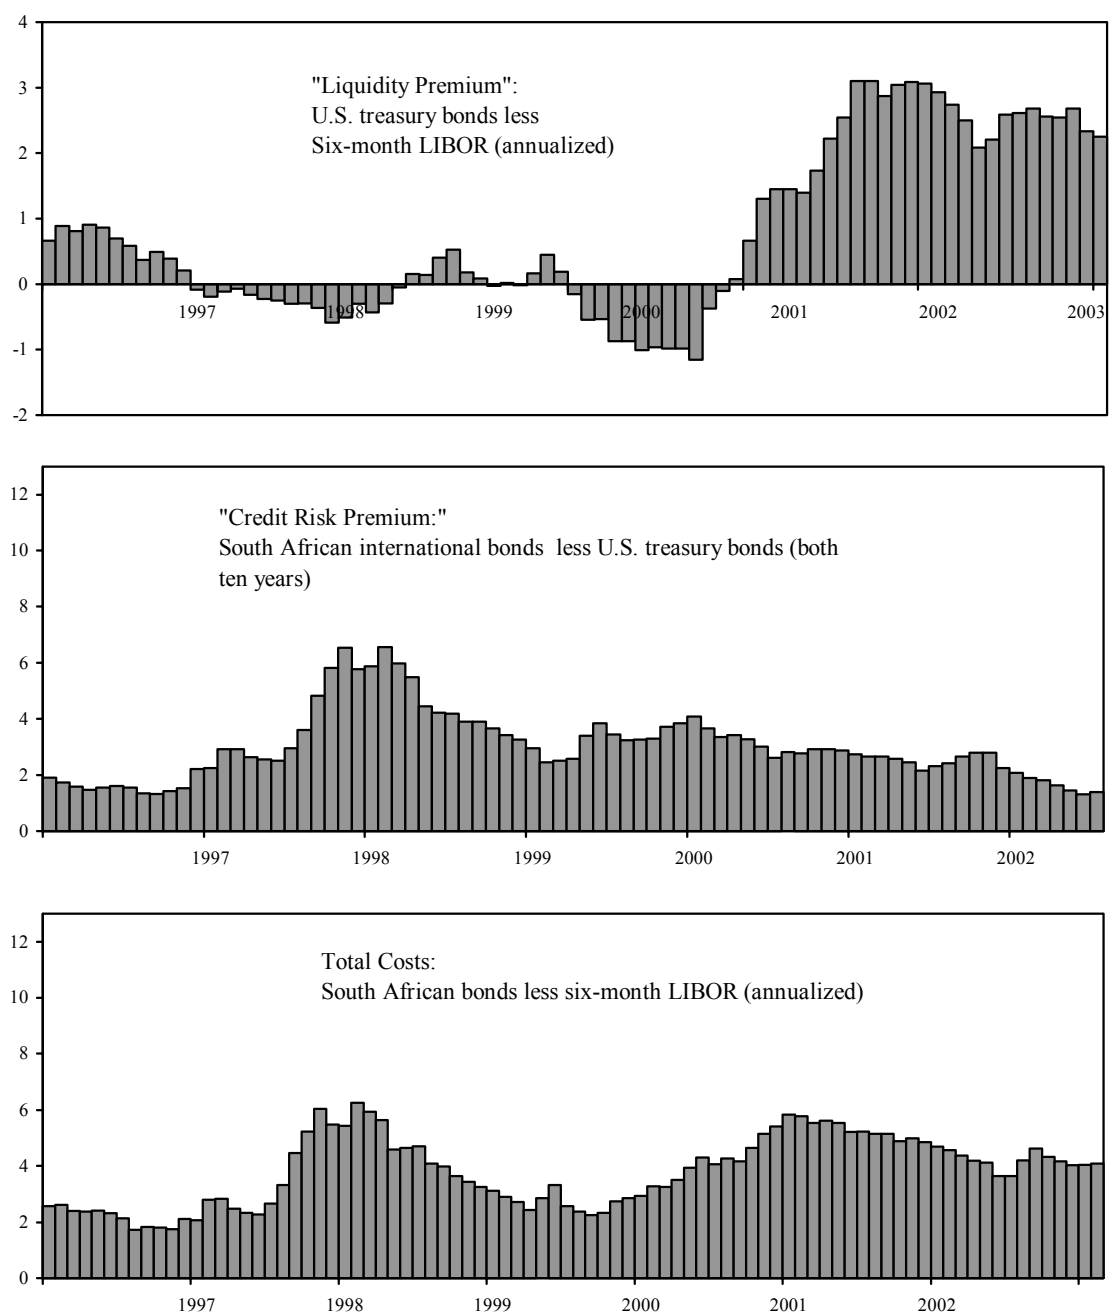 4
3
"Liquidity Premium":
U.S. treasury bonds less
Six-month LIBOR (annualized)
2
1
0
1997 1998 1999 2000 2001 2002 2003
-1
-2
12
"Credit Risk Premium:"
10
South African international bonds less U.S. treasury bonds (both
ten years)
8
6
4
2
0
1997 1998 1999 2000 2001 2002
12
Total Costs:
South African bonds less six-month LIBOR (annualized)
10
8
6
4
2
0
1997 1998 1999 2000 2001 2002